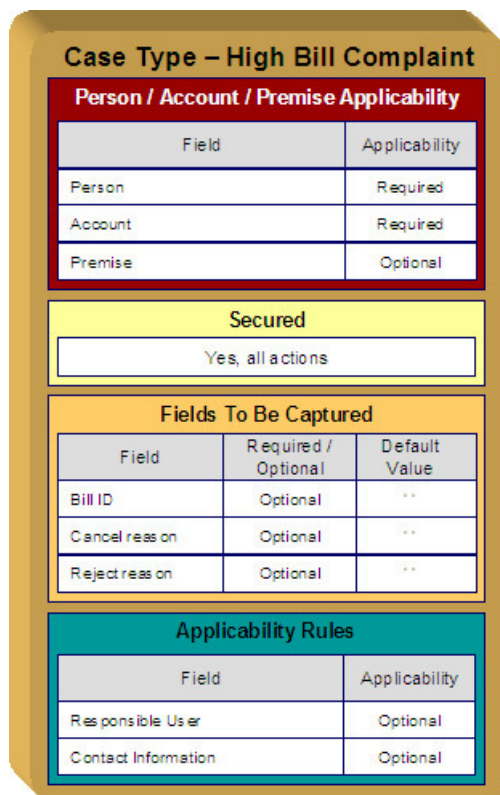 Case Type – High Bill Complaint
Person / Account / Premise Applicability
Field Applicability
Person Required
Account Required
Premise Optional
Secured
Yes, all actions
Fields To Be Captured
Field Required / Optional Default Value
Bill ID Optional ' '
Cancel reason Optional ' '
Reject reason Optional ' '
Applicability Rules
Field Applicability
Responsible User Optional
Contact Information Optional